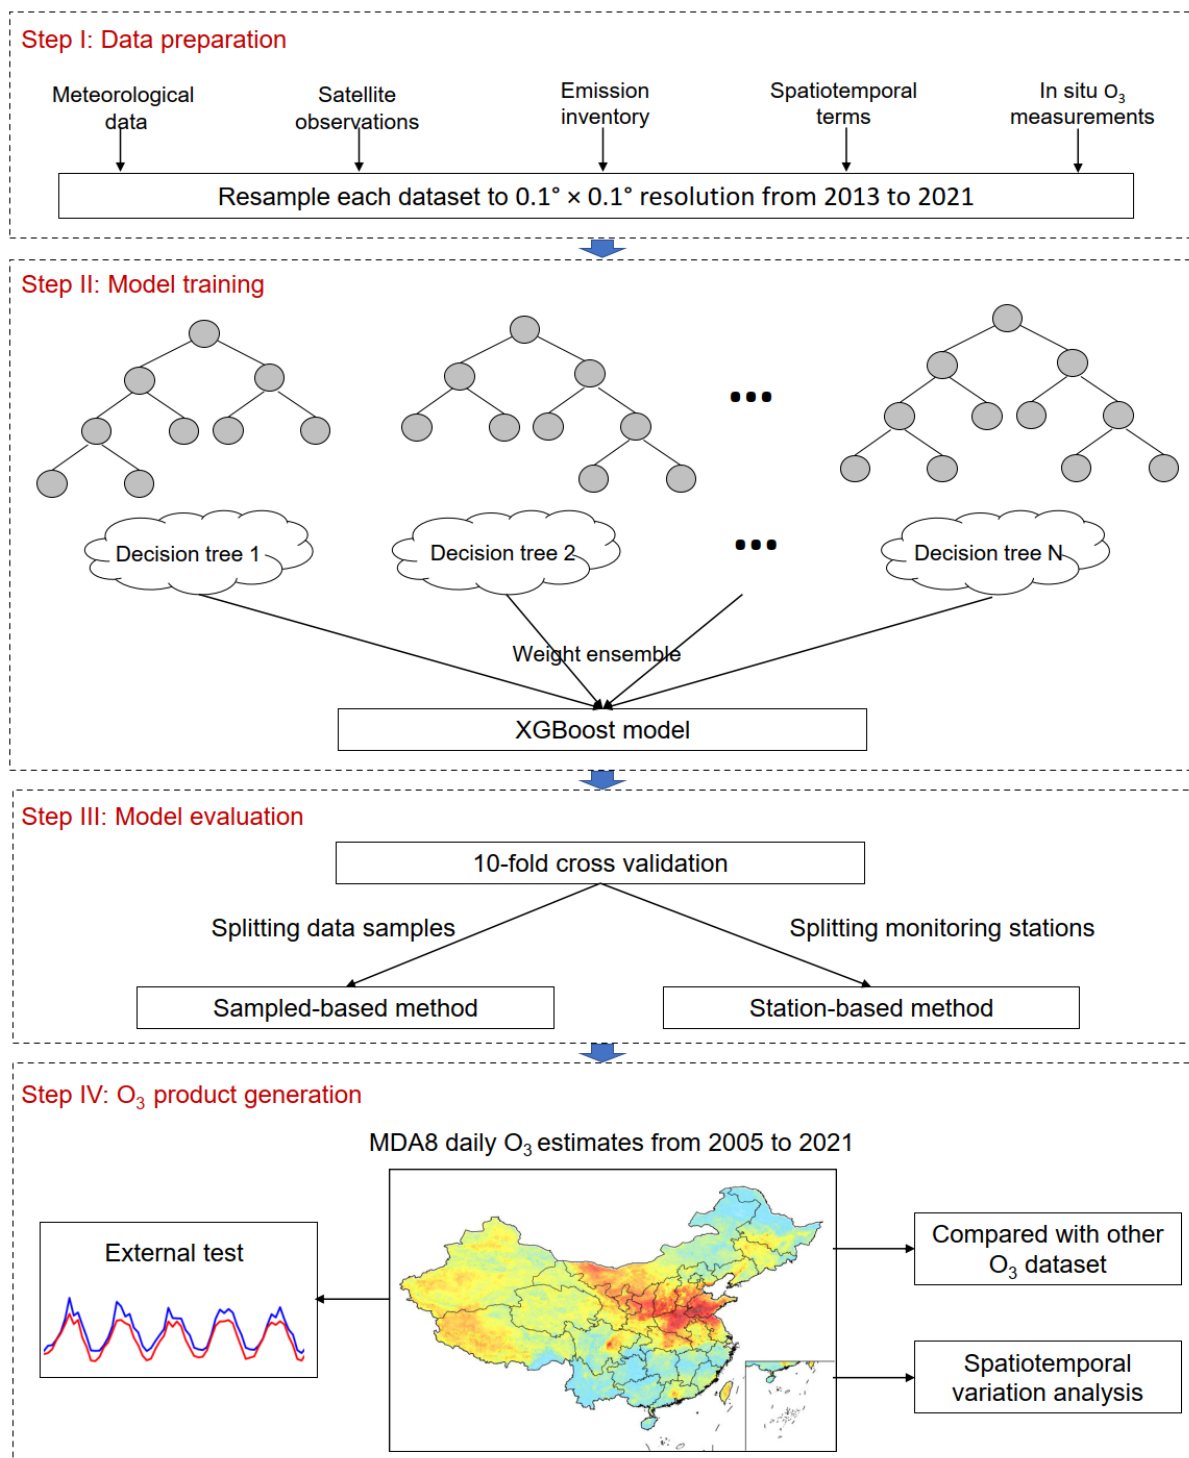 Step I: Data preparation
Meteorological
data
Satellite
observations
Emission
inventory
Spatiotemporal
terms
In situ O₃
measurements
Resample each dataset to 0.1° × 0.1° resolution from 2013 to 2021
Step II: Model training
...
Decision tree 1
Decision tree 2
...
Decision tree N
Weight ensemble
XGBoost model
Step III: Model evaluation
10-fold cross validation
Splitting data samples
Splitting monitoring stations
Sampled-based method
Station-based method
Step IV: O₃ product generation
MDA8 daily O₃ estimates from 2005 to 2021
External test
Compared with other
O₃ dataset
Spatiotemporal
variation analysis